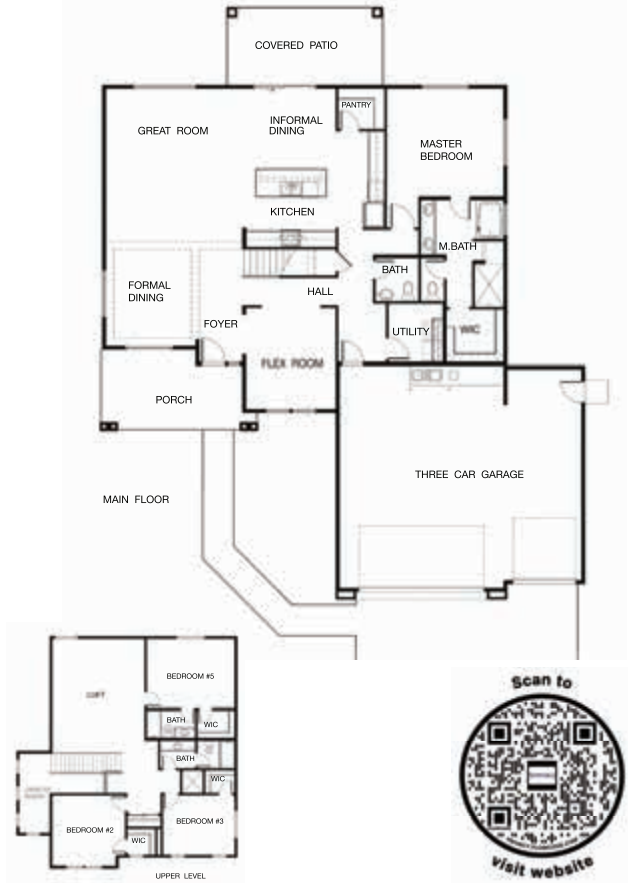 COVERED PATIO
PANTRY
GREAT ROOM
INFORMAL
DINING
MASTER
BEDROOM
KITCHEN
M.BATH
BATH
FORMAL
DINING
HALL
FOYER
UTILITY
WIC
FLEX ROOM
PORCH
THREE CAR GARAGE
MAIN FLOOR
BEDROOM #5
LOFT
BATH
WIC
BATH
WIC
BEDROOM #2
BEDROOM #3
WIC
UPPER LEVEL
Scan to
visit website